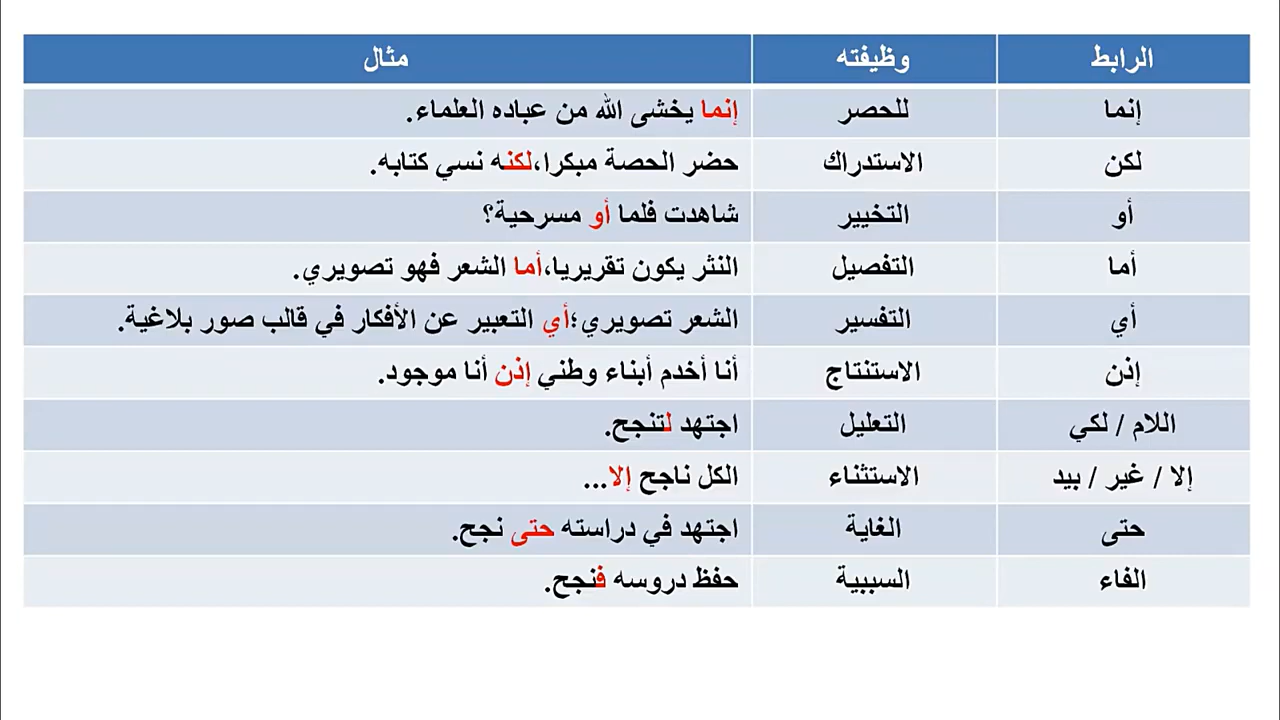 الرابط وظيفته مثال
إنما للحصر إنما يخشى الله من عباده العلماء.
لكن الاستدراك حضر الحصة مبكرا،لكنه نسي كتابه.
أو التخيير شاهدت فلما أو مسرحية؟
أما التفصيل النثر يكون تقريريا،أما الشعر فهو تصويري.
أي التفسير الشعر تصويري؛أي التعبير عن الأفكار في قالب صور بلاغية.
إذن الاستنتاج أنا أخدم أبناء وطني إذن أنا موجود.
اللام / لكي التعليل اجتهد لتنجح.
إلا / غير / بيد الاستثناء الكل ناجح إلا...
حتى الغاية اجتهد في دراسته حتى نجح.
الفاء السببية حفظ دروسه فنجح.